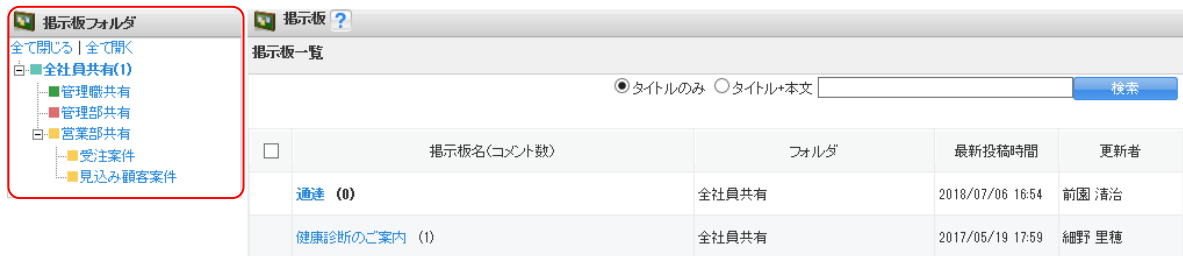 掲示板フォルダ
全て閉じる | 全て開く
全社員共有(1)
管理職共有
管理部共有
営業部共有
受注案件
見込み顧客案件
掲示板 ?
掲示板一覧
タイトルのみ タイトル+本文 検索
掲示板名(コメント数) フォルダ 最新投稿時間 更新者
通達 (0) 全社員共有 2018/07/06 16:54 前園 清治
健康診断のご案内 (1) 全社員共有 2017/05/19 17:59 細野 里穂